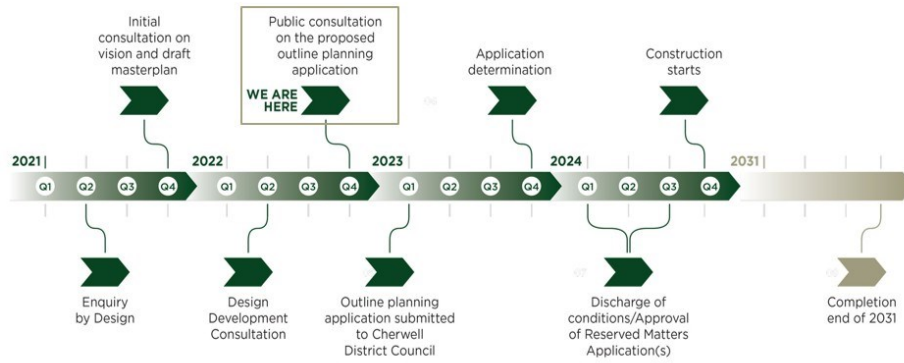 Initial
consultation on
vision and draft
masterplan
Public consultation
on the proposed
outline planning
application
WE ARE
HERE
Application
determination
Construction
starts
2021
2022
2023
2024
2031
Q1 Q2 Q3 Q4 Q1 Q2 Q3 Q4 Q1 Q2 Q3 Q4 Q1 Q2 Q3 Q4
Enquiry
by Design
Design
Development
Consultation
Outline planning
application submitted
to Cherwell
District Council
Discharge of
conditions/Approval
of Reserved Matters
Application(s)
Completion
end of 2031